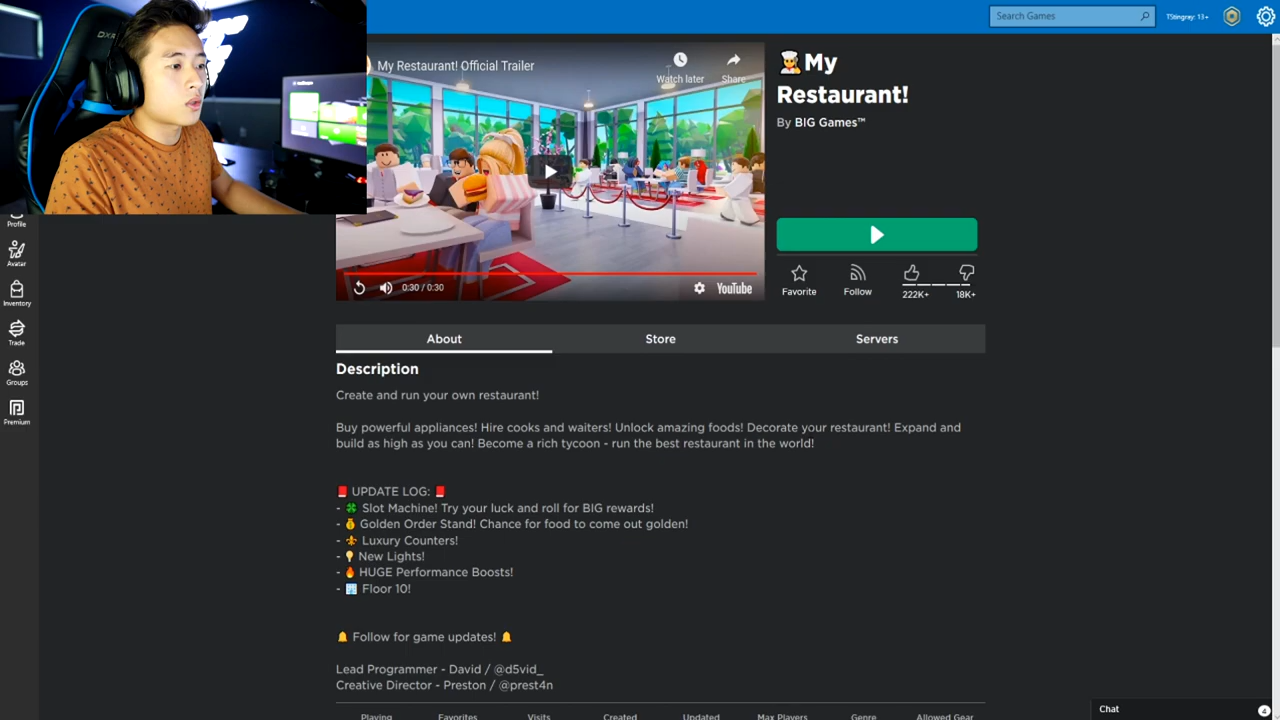 Search Games
TStingray: 13+
My Restaurant! Official Trailer
Watch later
Share
0:30 / 0:30
YouTube
My
Restaurant!
By BIG Games™
Favorite
Follow
222K+
18K+
Profile
Avatar
Inventory
Trade
Groups
Premium
About
Store
Servers
Description
Create and run your own restaurant!
Buy powerful appliances! Hire cooks and waiters! Unlock amazing foods! Decorate your restaurant! Expand and
build as high as you can! Become a rich tycoon - run the best restaurant in the world!
UPDATE LOG:
- 🍀 Slot Machine! Try your luck and roll for BIG rewards!
- 💰 Golden Order Stand! Chance for food to come out golden!
- ⚜️ Luxury Counters!
- 💡 New Lights!
- 🔥 HUGE Performance Boosts!
- 🏢 Floor 10!
🔔 Follow for game updates! 🔔
Lead Programmer - David / @d5vid_
Creative Director - Preston / @prest4n
Playing
Favorites
Visits
Created
Updated
Max Players
Genre
Allowed Gear
Chat
4